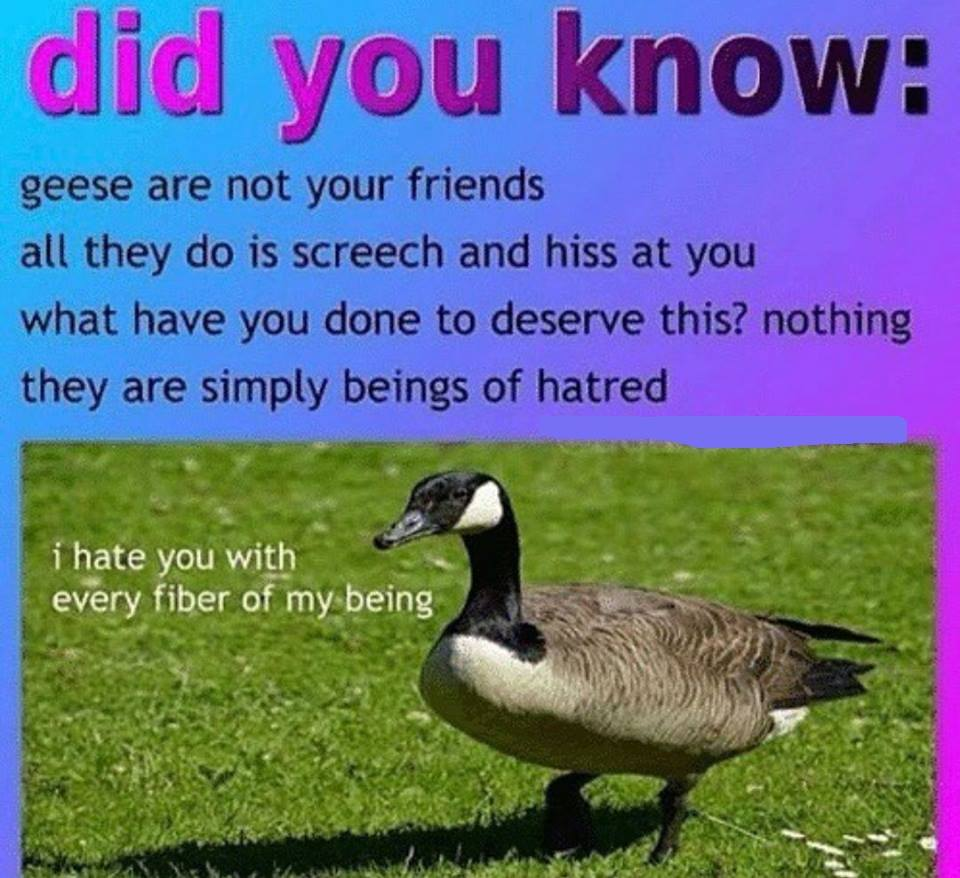 did you know:
geese are not your friends
all they do is screech and hiss at you
what have you done to deserve this? nothing
they are simply beings of hatred
i hate you with
every fiber of my being